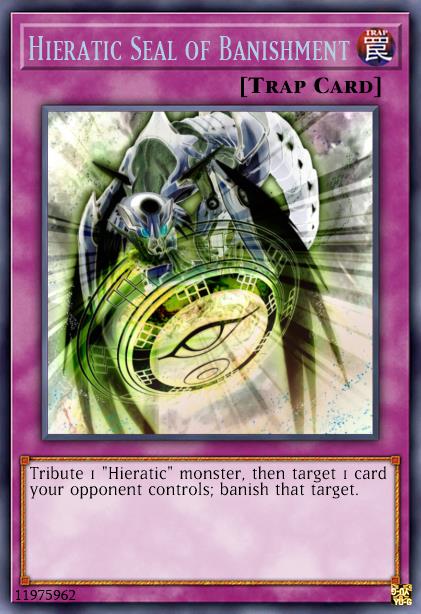 Hieratic Seal of Banishment
TRAP
罠
[Trap Card]
Tribute 1 "Hieratic" monster, then target 1 card
your opponent controls; banish that target.
11975962